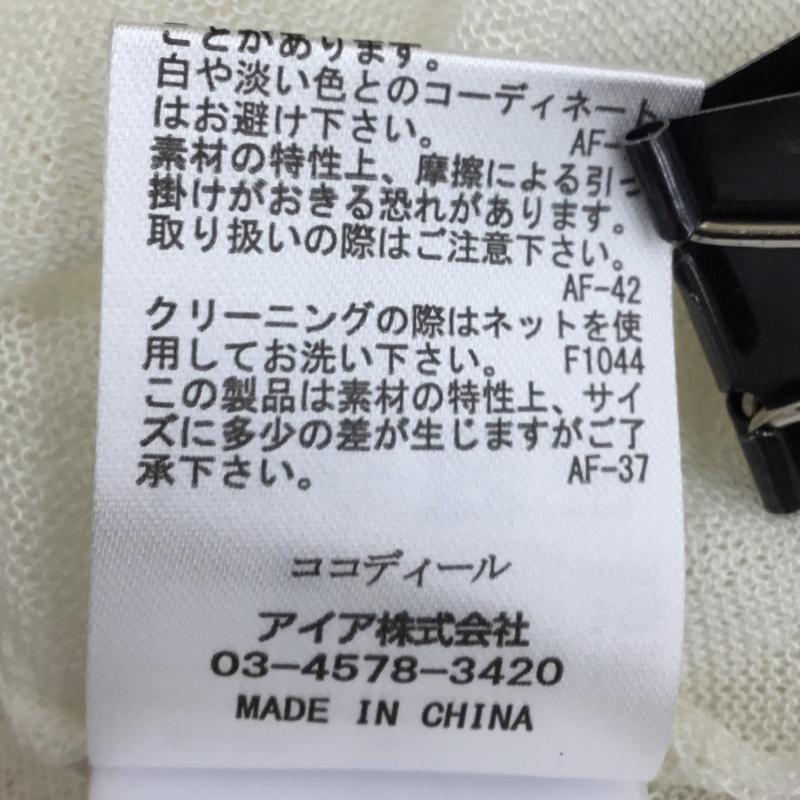 ことがあります。
白や淡い色とのコーディネート
はお避け下さい。 AF-
素材の特性上、摩擦による引っ
掛けがおきる恐れがあります。
取り扱いの際はご注意下さい。
AF-42
クリーニングの際はネットを使
用してお洗い下さい。 F1044
この製品は素材の特性上、サイ
ズに多少の差が生じますがご了
承下さい。 AF-37
ココディール
アイア株式会社
03-4578-3420
MADE IN CHINA